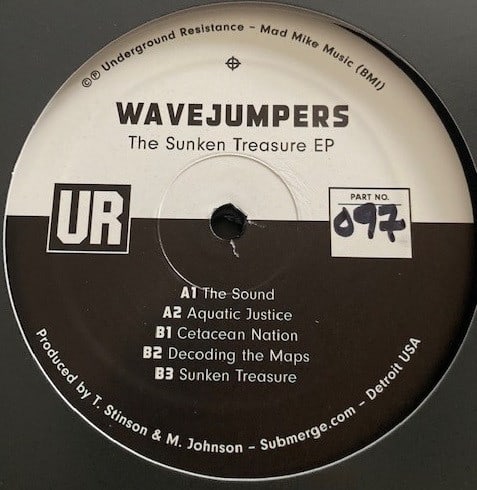 ©℗ Underground Resistance - Mad Mike Music (BMI)
WAVEJUMPERS
The Sunken Treasure EP
UR
PART NO.
097
A1 The Sound
A2 Aquatic Justice
B1 Cetacean Nation
B2 Decoding the Maps
B3 Sunken Treasure
Produced by T. Stinson & M. Johnson - Submerge.com - Detroit USA